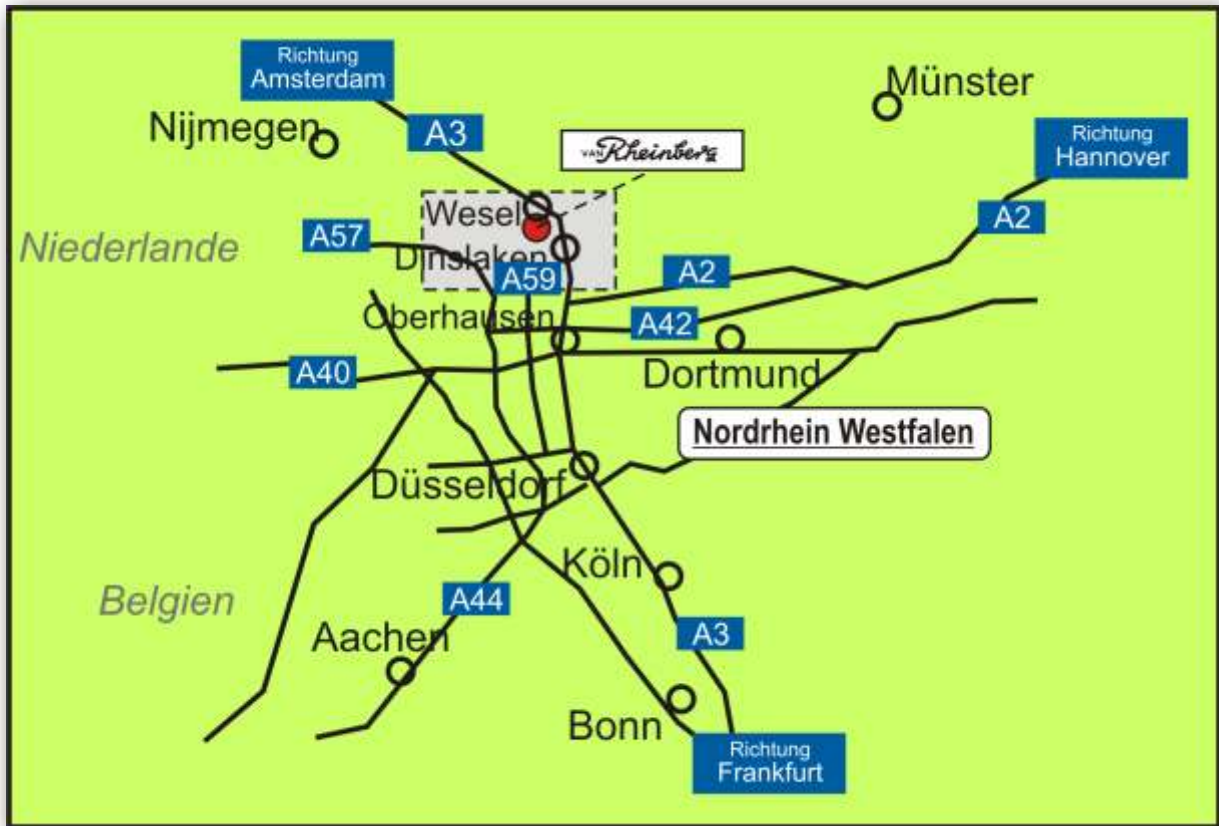 Richtung
Amsterdam
Münster
Nijmegen
A3
Richtung
Hannover
VAN Rheinberg
Wesel
A2
A57
Niederlande
Dinslaken
A59
A2
Oberhausen
A42
A40
Dortmund
Nordrhein Westfalen
Düsseldorf
Köln
Belgien
A44
Aachen
A3
Bonn
Richtung
Frankfurt